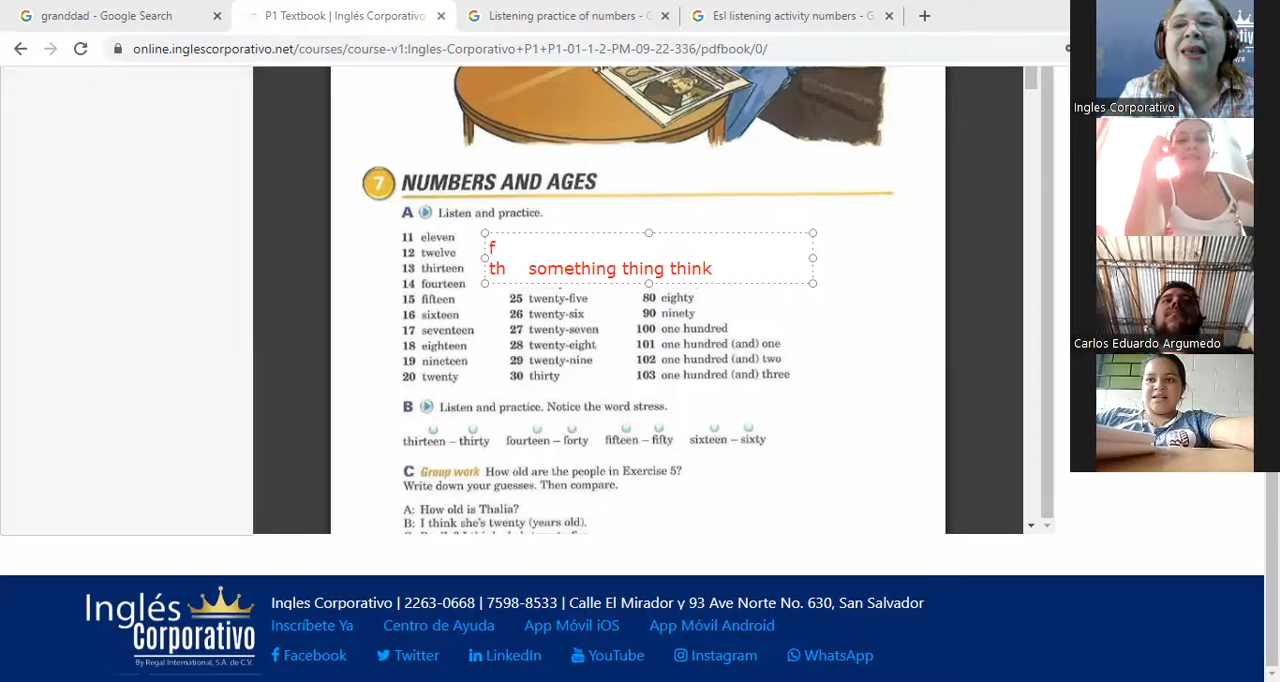 granddad - Google Search
P1 Textbook | Inglés Corporativo
Listening practice of numbers - G
Esl listening activity numbers - G
online.inglescorporativo.net/courses/course-v1:Ingles-Corporativo+P1+P1-01-1-2-PM-09-22-336/pdfbook/0/
Ingles Corporativo
Carlos Eduardo Argumedo
7 NUMBERS AND AGES
A Listen and practice.
11 eleven
12 twelve
13 thirteen
14 fourteen
15 fifteen
16 sixteen
17 seventeen
18 eighteen
19 nineteen
20 twenty
f
th something thing think
25 twenty-five
26 twenty-six
27 twenty-seven
28 twenty-eight
29 twenty-nine
30 thirty
80 eighty
90 ninety
100 one hundred
101 one hundred (and) one
102 one hundred (and) two
103 one hundred (and) three
B Listen and practice. Notice the word stress.
thirteen – thirty fourteen – forty fifteen – fifty sixteen – sixty
C Group work How old are the people in Exercise 5?
Write down your guesses. Then compare.
A: How old is Thalia?
B: I think she's twenty (years old).
Inglés
Corporativo
By Regal International, S.A. de C.V.
Ingles Corporativo | 2263-0668 | 7598-8533 | Calle El Mirador y 93 Ave Norte No. 630, San Salvador
Inscríbete Ya Centro de Ayuda App Móvil iOS App Móvil Android
Facebook Twitter LinkedIn YouTube Instagram WhatsApp